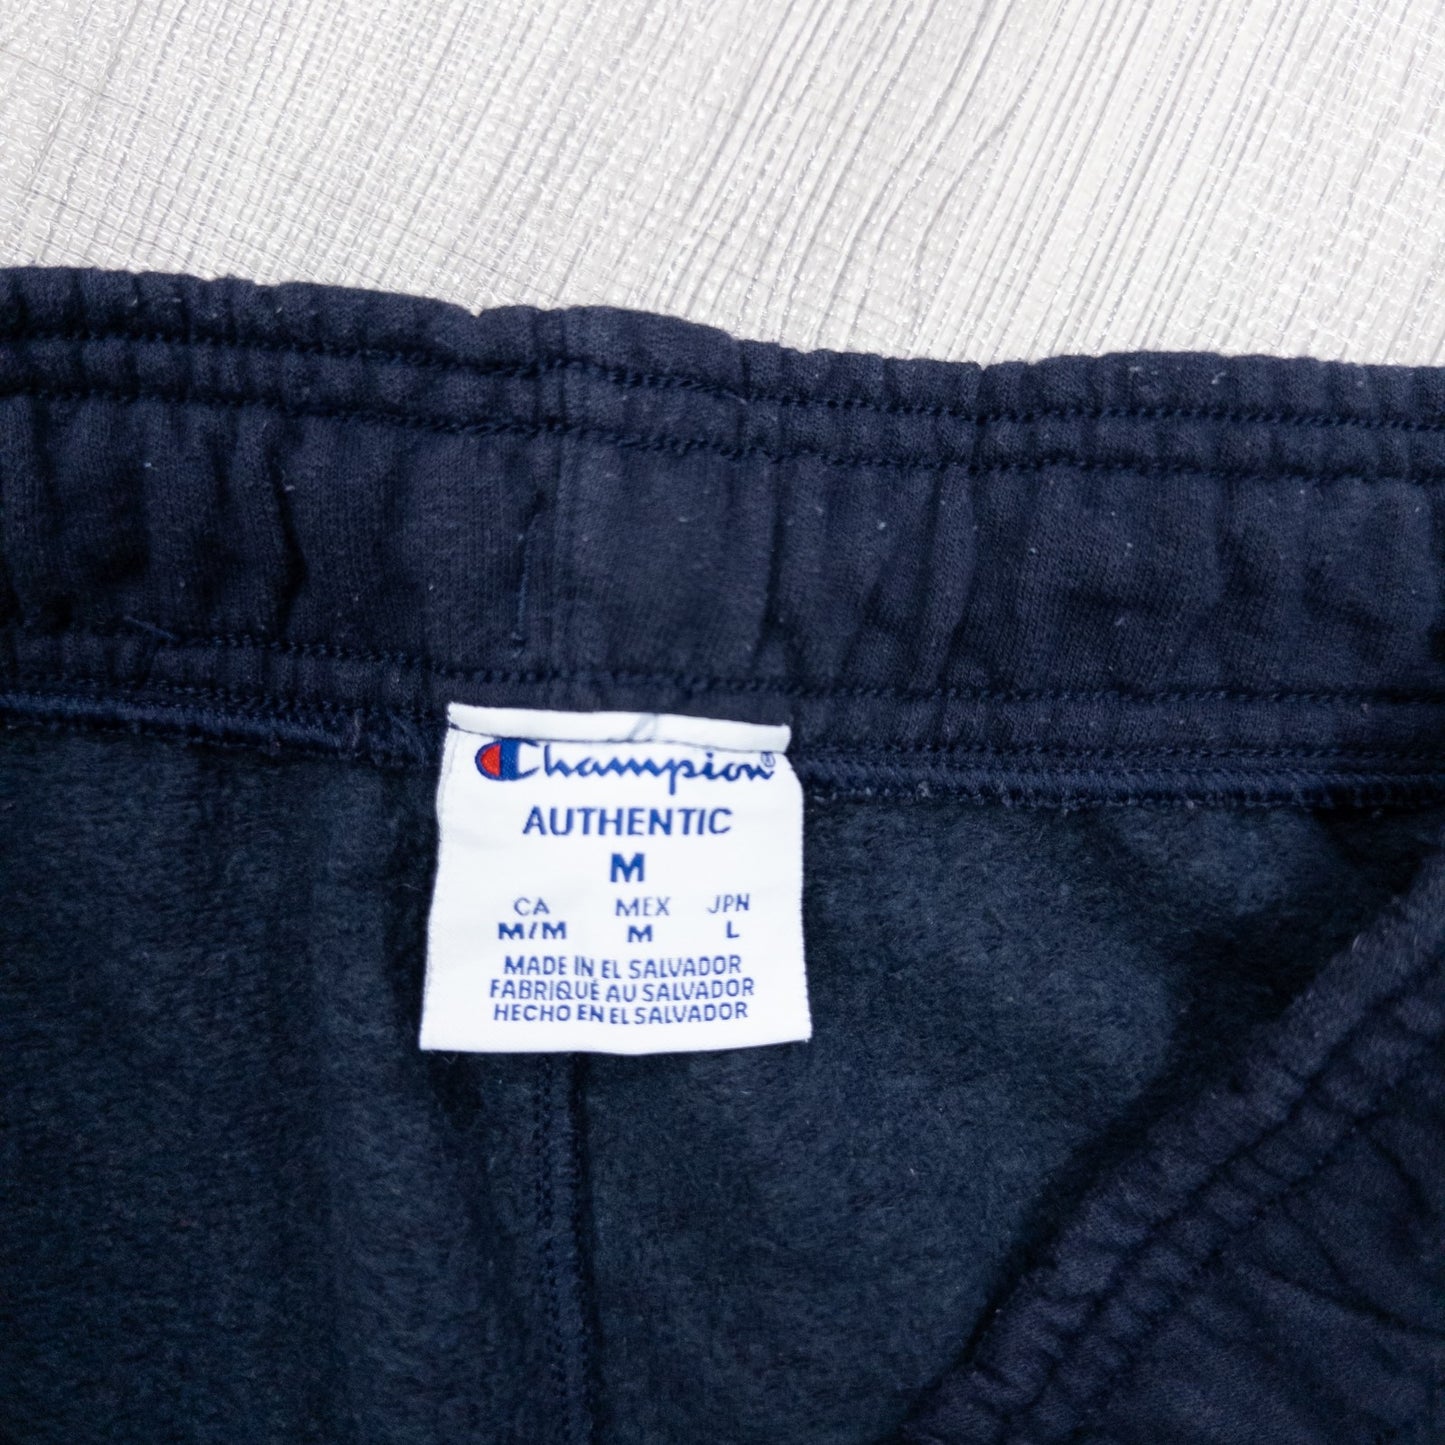 Champion®
AUTHENTIC
M
CA MEX JPN
M/M M L
MADE IN EL SALVADOR
FABRIQUÉ AU SALVADOR
HECHO EN EL SALVADOR